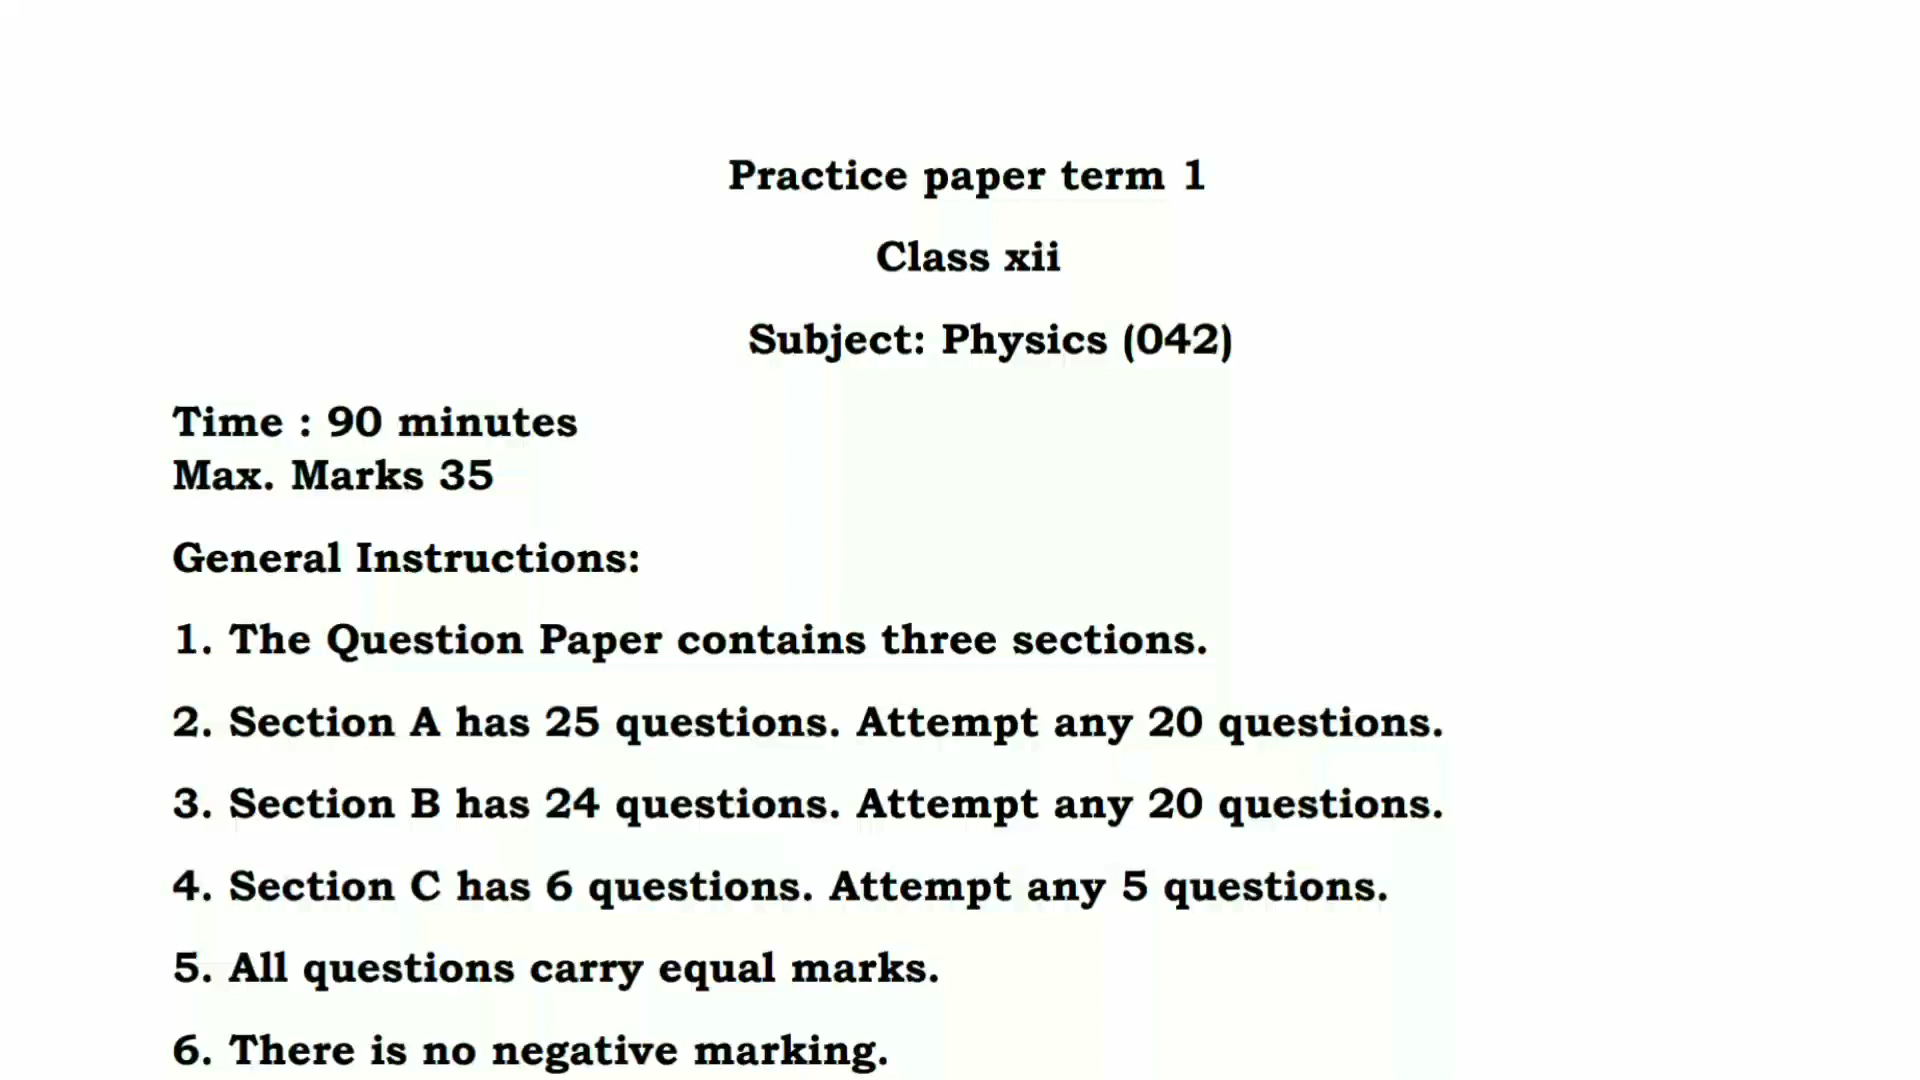 Practice paper term 1
Class xii
Subject: Physics (042)
Time : 90 minutes
Max. Marks 35
General Instructions:
1. The Question Paper contains three sections.
2. Section A has 25 questions. Attempt any 20 questions.
3. Section B has 24 questions. Attempt any 20 questions.
4. Section C has 6 questions. Attempt any 5 questions.
5. All questions carry equal marks.
6. There is no negative marking.